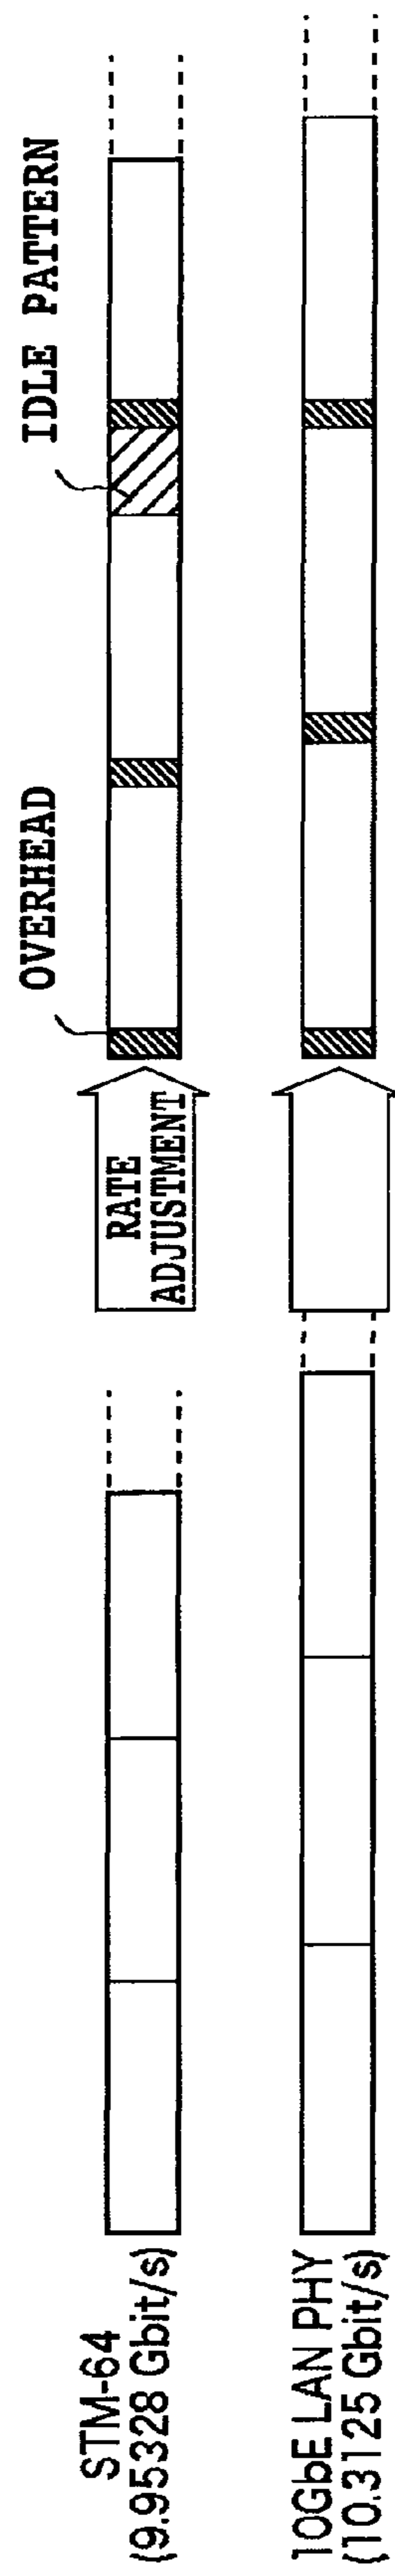 STM-64
(9.95328 Gbit/s)
RATE
ADJUSTMENT
OVERHEAD
IDLE PATTERN
10GbE LAN PHY
(10.3125 Gbit/s)